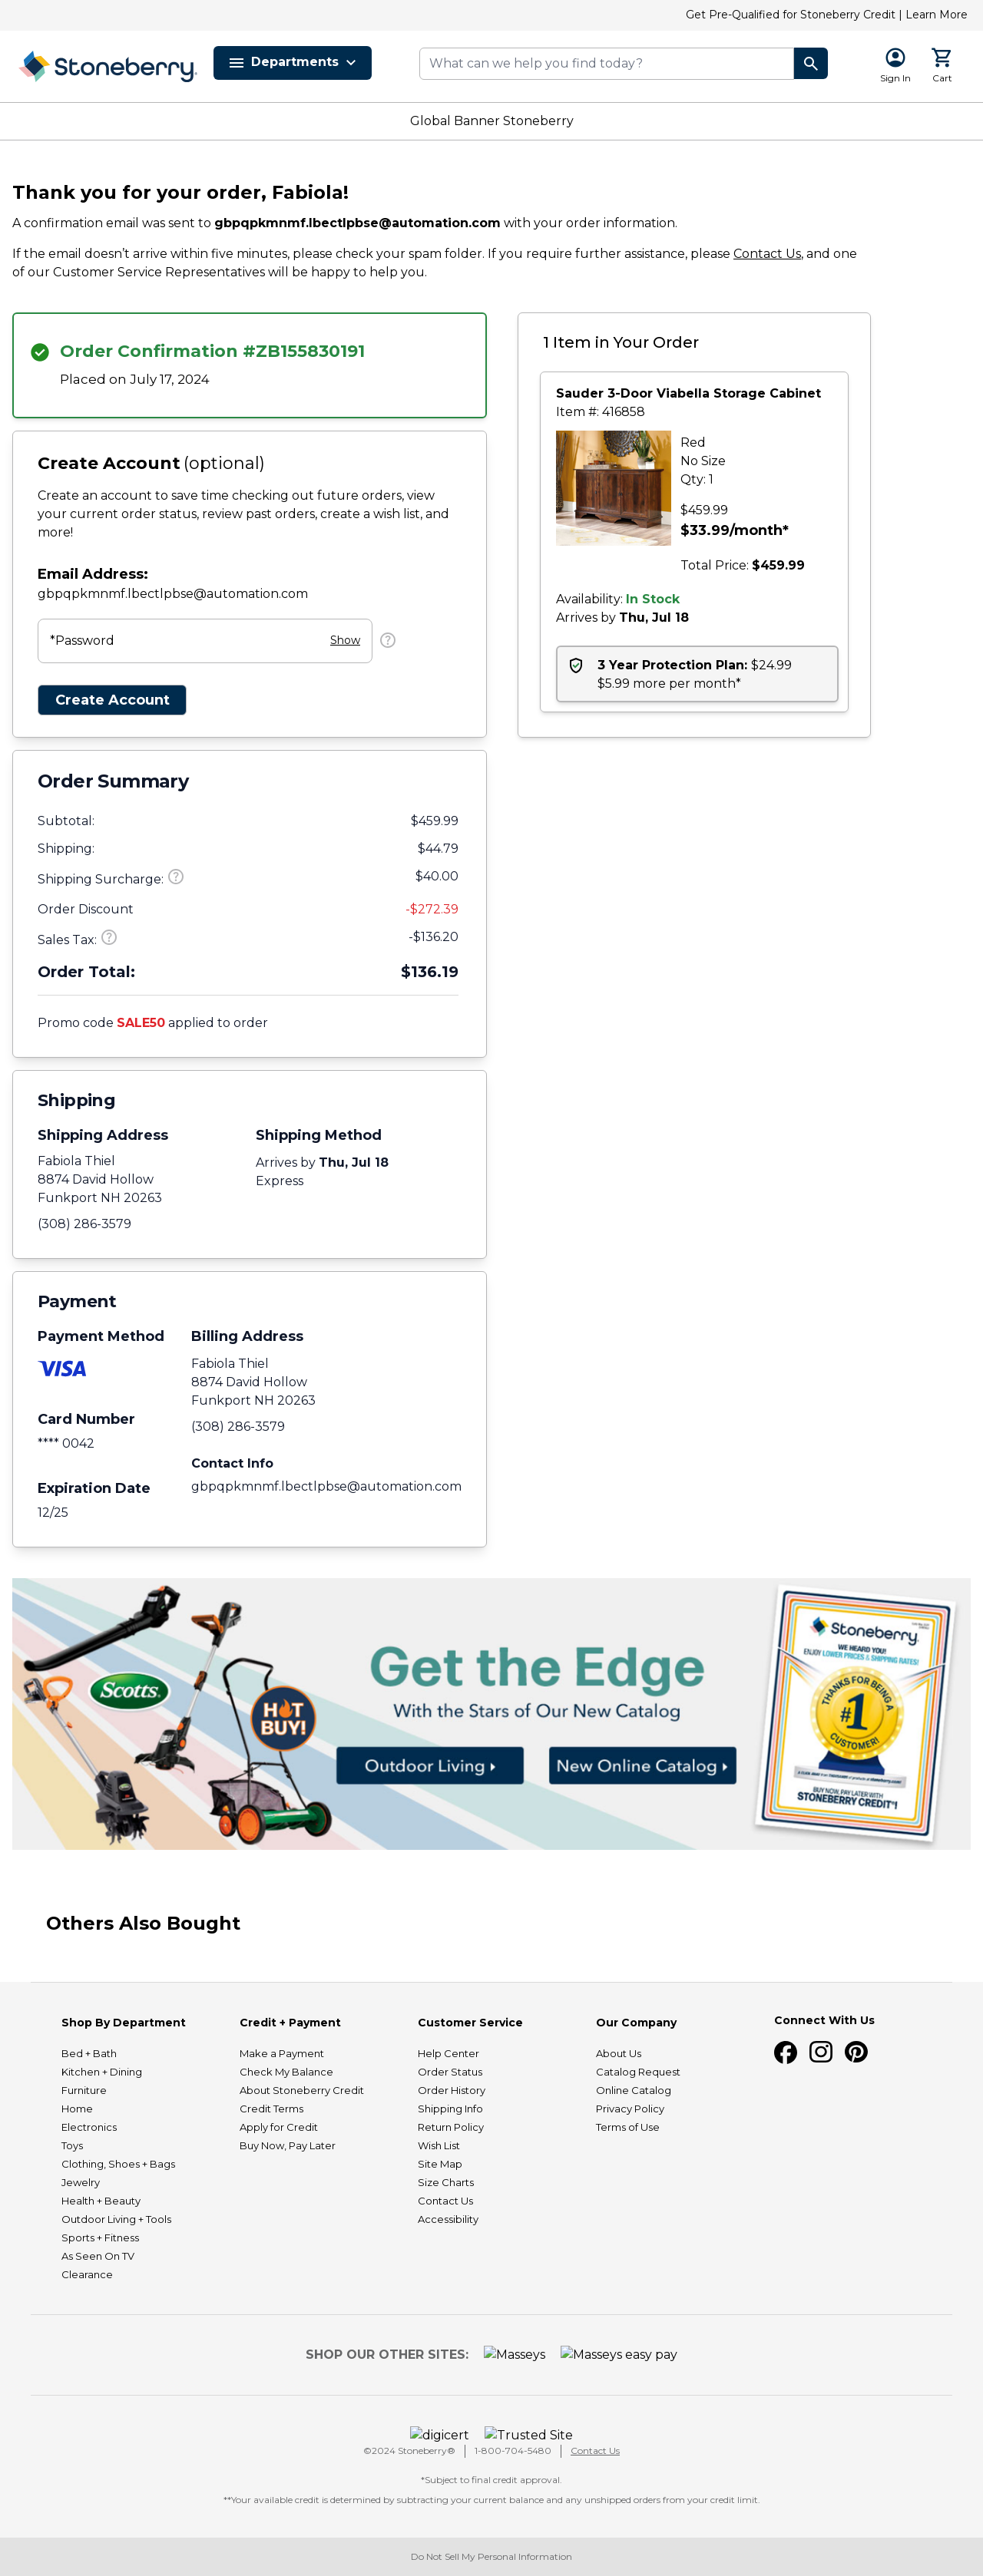 Get Pre-Qualified for Stoneberry Credit | Learn More
Stoneberry.
Departments
What can we help you find today?
Sign In
Cart
Global Banner Stoneberry
Thank you for your order, Fabiola!
A confirmation email was sent to gbpqpkmnmf.lbectlpbse@automation.com with your order information.
If the email doesn’t arrive within five minutes, please check your spam folder. If you require further assistance, please Contact Us, and one
of our Customer Service Representatives will be happy to help you.
Order Confirmation #ZB155830191
Placed on July 17, 2024
Create Account (optional)
Create an account to save time checking out future orders, view
your current order status, review past orders, create a wish list, and
more!
Email Address:
gbpqpkmnmf.lbectlpbse@automation.com
*Password
Show
Create Account
1 Item in Your Order
Sauder 3-Door Viabella Storage Cabinet
Item #: 416858
Red
No Size
Qty: 1
$459.99
$33.99/month*
Total Price: $459.99
Availability: In Stock
Arrives by Thu, Jul 18
3 Year Protection Plan: $24.99
$5.99 more per month*
Order Summary
Subtotal: $459.99
Shipping: $44.79
Shipping Surcharge: $40.00
Order Discount -$272.39
Sales Tax: -$136.20
Order Total: $136.19
Promo code SALE50 applied to order
Shipping
Shipping Address
Fabiola Thiel
8874 David Hollow
Funkport NH 20263
(308) 286-3579
Shipping Method
Arrives by Thu, Jul 18
Express
Payment
Payment Method
VISA
Card Number
**** 0042
Expiration Date
12/25
Billing Address
Fabiola Thiel
8874 David Hollow
Funkport NH 20263
(308) 286-3579
Contact Info
gbpqpkmnmf.lbectlpbse@automation.com
Scotts
HOT
BUY!
Get the Edge
With the Stars of Our New Catalog
Outdoor Living
New Online Catalog
Stoneberry
WE HEARD YOU!
ENJOY LOWER PRICES & SHIPPING RATES!
THANKS FOR BEING A
#1
CUSTOMER!
BUY NOW, PAY LATER WITH
STONEBERRY CREDIT*!
Others Also Bought
Shop By Department
Bed + Bath
Kitchen + Dining
Furniture
Home
Electronics
Toys
Clothing, Shoes + Bags
Jewelry
Health + Beauty
Outdoor Living + Tools
Sports + Fitness
As Seen On TV
Clearance
Credit + Payment
Make a Payment
Check My Balance
About Stoneberry Credit
Credit Terms
Apply for Credit
Buy Now, Pay Later
Customer Service
Help Center
Order Status
Order History
Shipping Info
Return Policy
Wish List
Site Map
Size Charts
Contact Us
Accessibility
Our Company
About Us
Catalog Request
Online Catalog
Privacy Policy
Terms of Use
Connect With Us
SHOP OUR OTHER SITES:
Masseys
Masseys easy pay
digicert
Trusted Site
©2024 Stoneberry® | 1-800-704-5480 | Contact Us
*Subject to final credit approval.
**Your available credit is determined by subtracting your current balance and any unshipped orders from your credit limit.
Do Not Sell My Personal Information